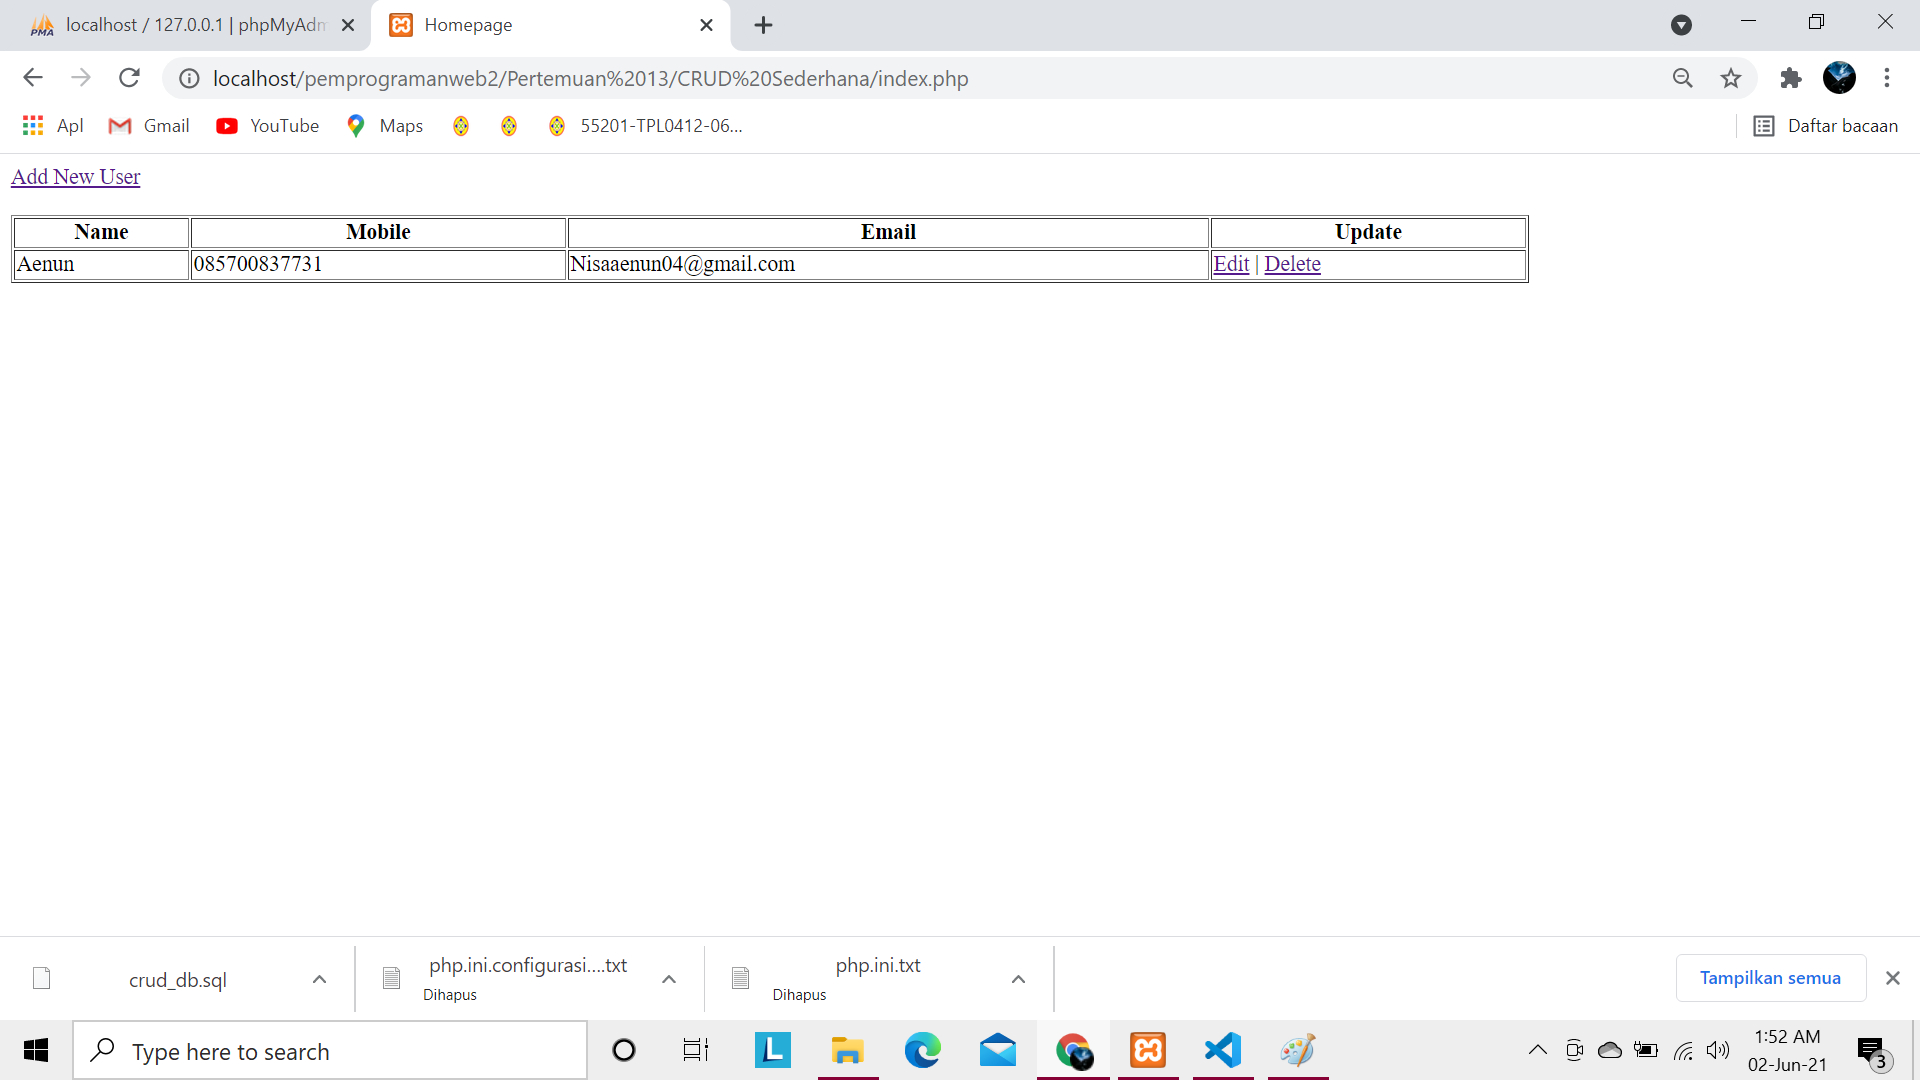 localhost / 127.0.0.1 | phpMyAdm
Homepage
localhost/pemprogramanweb2/Pertemuan%2013/CRUD%20Sederhana/index.php
Apl
Gmail
YouTube
Maps
55201-TPL0412-06...
Daftar bacaan
Add New User
Name Mobile Email Update
Aenun 085700837731 Nisaaenun04@gmail.com Edit | Delete
crud_db.sql
php.ini.configurasi....txt
Dihapus
php.ini.txt
Dihapus
Tampilkan semua
Type here to search
1:52 AM
02-Jun-21
3